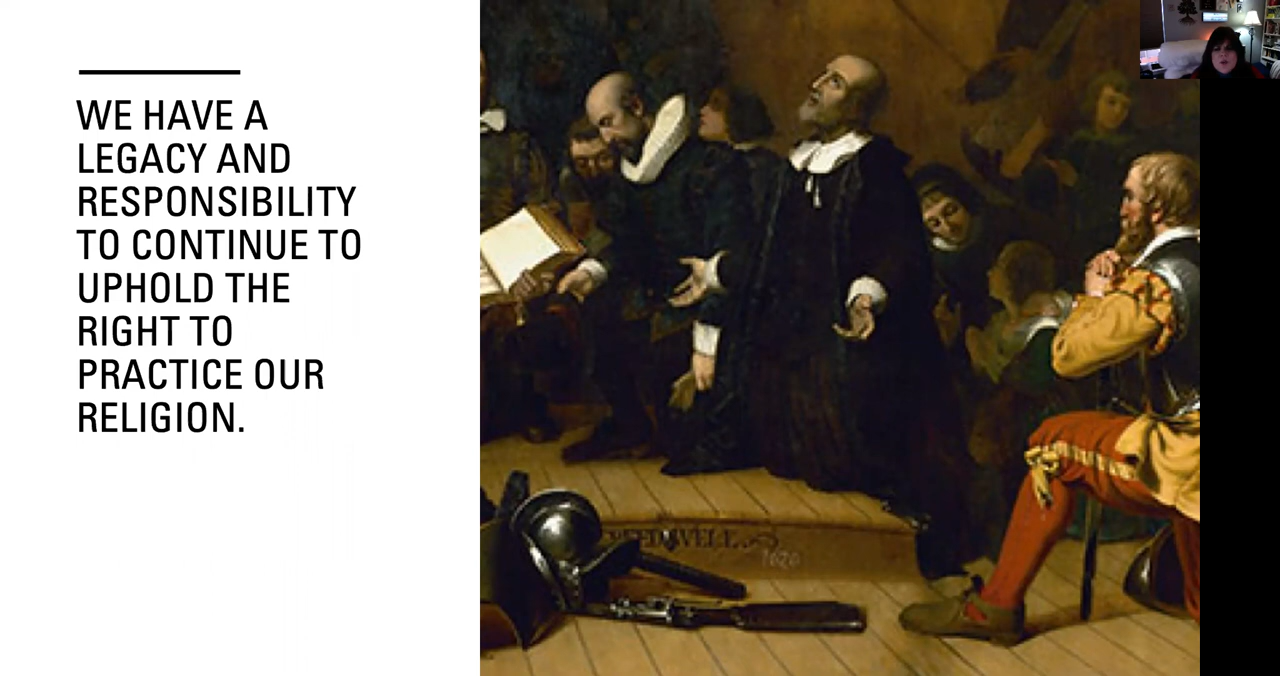 WE HAVE A
LEGACY AND
RESPONSIBILITY
TO CONTINUE TO
UPHOLD THE
RIGHT TO
PRACTICE OUR
RELIGION.
1620